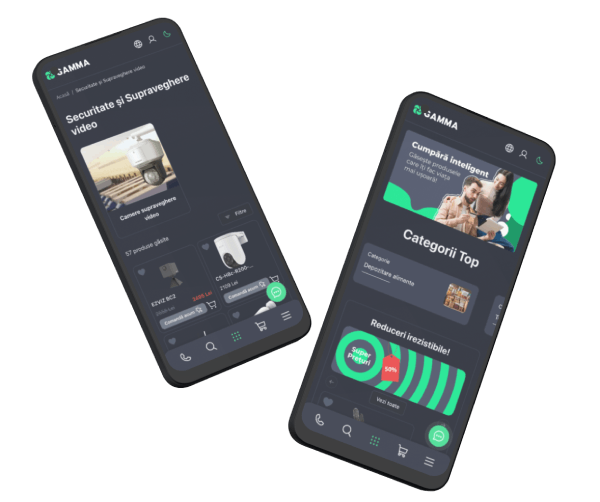 GAMMA
Acasă / Securitate și Supraveghere video
Securitate și Supraveghere
video
Camere supraveghere
video
Filtre
57 produse găsite
EZVIZ BC2
CS-H8c-R200-...
2159 Lei
Comandă acum
Comandă acum
GAMMA
Cumpără inteligent
Găsește produsele
care îți fac viața
mai ușoară!
Categorii Top
Categorie
Depozitare alimente
Reduceri irezistibile!
Super
Prețuri
50%
Vezi toate